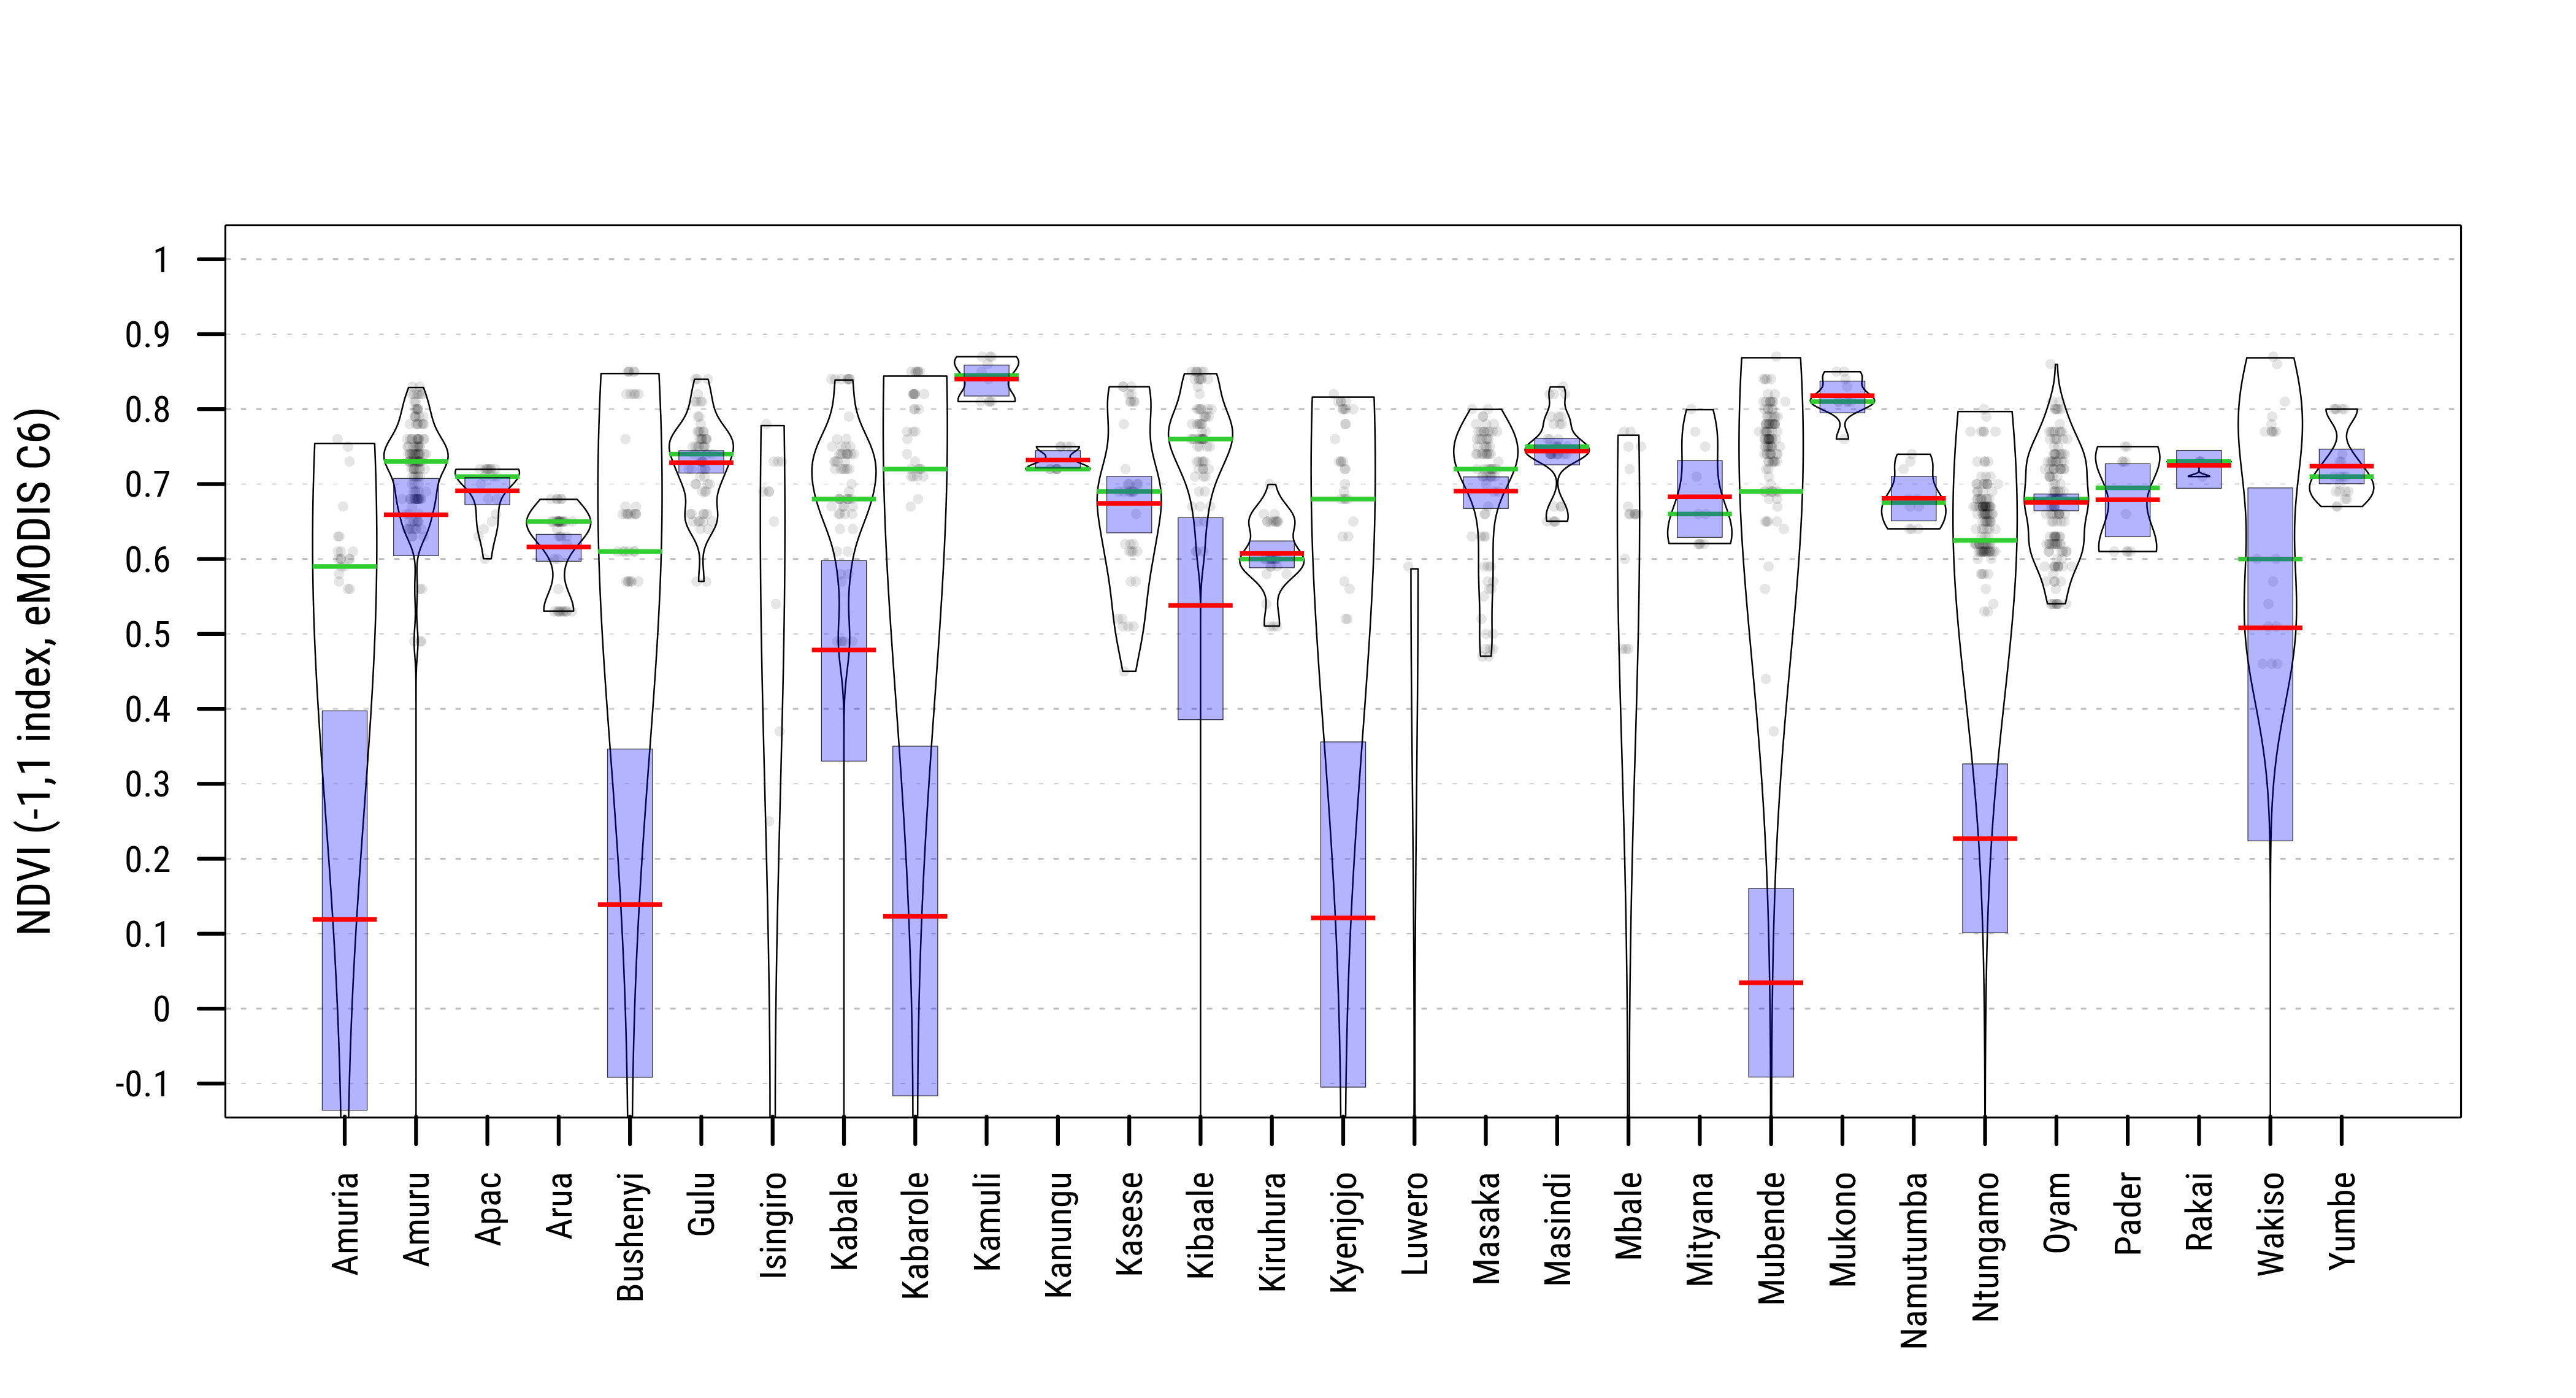 NDVI (-1,1 index, eMODIS C6)
1
0.9
0.8
0.7
0.6
0.5
0.4
0.3
0.2
0.1
0
-0.1
Amuria
Amuru
Apac
Arua
Bushenyi
Gulu
Isingiro
Kabale
Kabarole
Kamuli
Kanungu
Kasese
Kibaale
Kiruhura
Kyenjojo
Luwero
Masaka
Masindi
Mbale
Mityana
Mubende
Mukono
Namutumba
Ntungamo
Oyam
Pader
Rakai
Wakiso
Yumbe